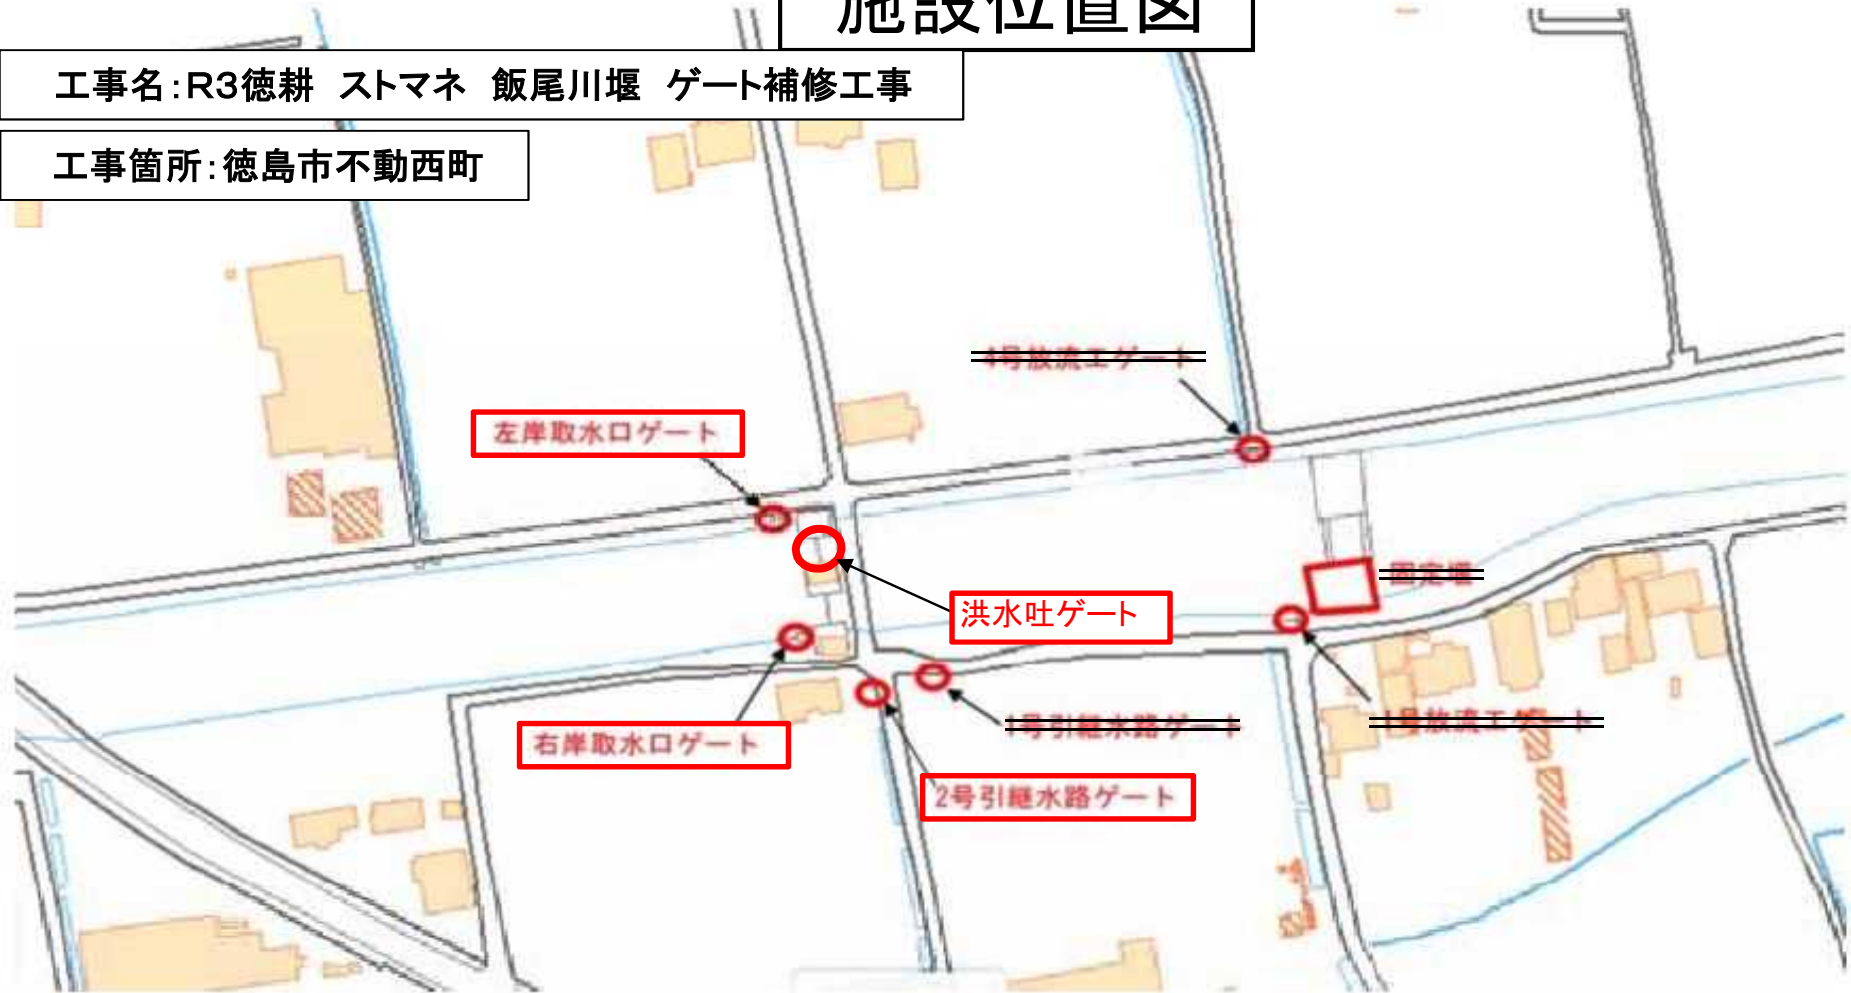 施設位置図
工事名:R3徳耕　ストマネ　飯尾川堰　ゲート補修工事
工事箇所:徳島市不動西町
4号放流工ゲート
左岸取水口ゲート
固定堰
洪水吐ゲート
1号放流工ゲート
1号引継水路ゲート
右岸取水口ゲート
2号引継水路ゲート